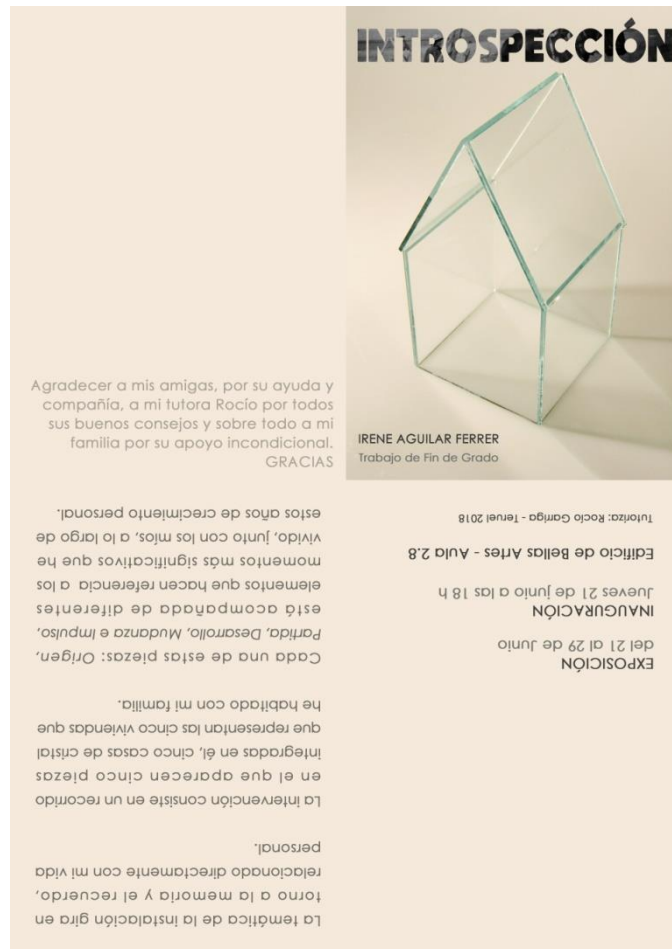 INTROSPECCIÓN
IRENE AGUILAR FERRER
Trabajo de Fin de Grado
Agradecer a mis amigas, por su ayuda y
compañía, a mi tutora Rocío por todos
sus buenos consejos y sobre todo a mi
familia por su apoyo incondicional.
GRACIAS
EXPOSICIÓN
del 21 al 29 de Junio
INAUGURACIÓN
Jueves 21 de junio a las 18 h
Edificio de Bellas Artes - Aula 2.8
Tutoriza: Rocío Garriga - Teruel 2018
La temática de la instalación gira en
torno a la memoria y el recuerdo,
relacionado directamente con mi vida
personal.
La intervención consiste en un recorrido
en el que aparecen cinco piezas
integradas en él, cinco casas de cristal
que representan las cinco viviendas que
he habitado con mi familia.
Cada una de estas piezas: Origen,
Partida, Desarrollo, Mudanza e Impulso,
está acompañada de diferentes
elementos que hacen referencia a los
momentos más significativos que he
vivido, junto con los míos, a lo largo de
estos años de crecimiento personal.